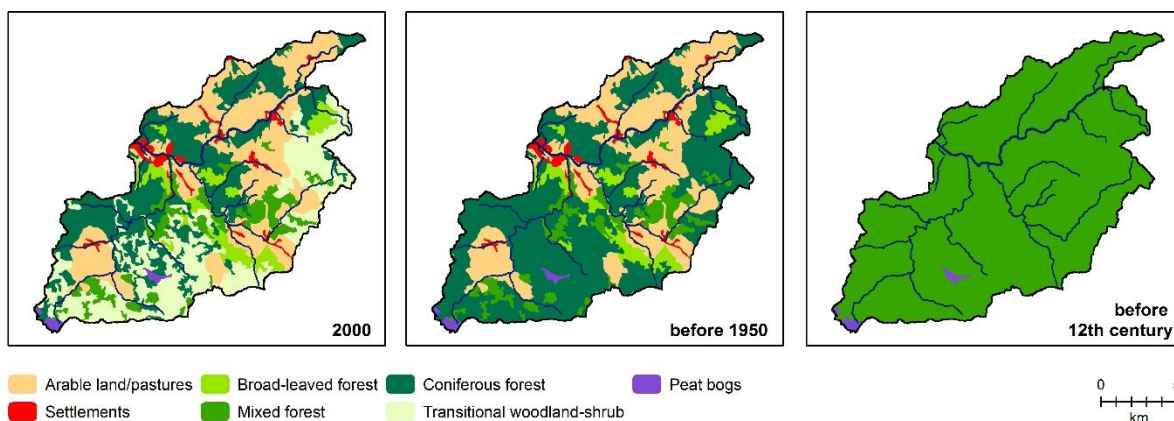 2000
before 1950
before
12th century
Arable land/pastures
Broad-leaved forest
Coniferous forest
Peat bogs
Settlements
Mixed forest
Transitional woodland-shrub
0
km